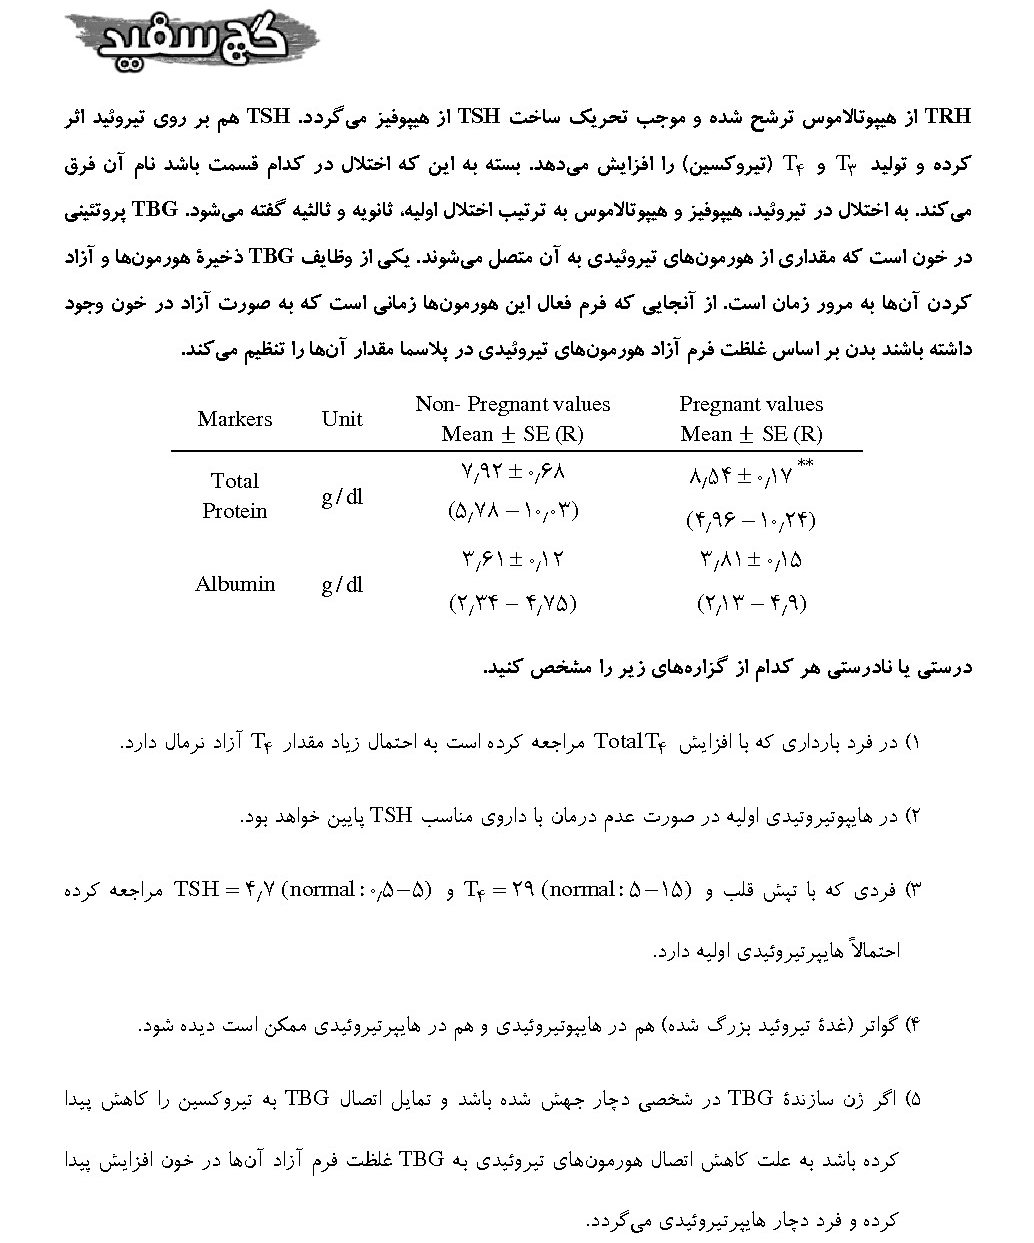 گچ سفید
TRH از هیپوتالاموس ترشح شده و موجب تحریک ساخت TSH از هیپوفیز می‌گردد. TSH هم بر روی تیروئید اثر
کرده و تولید T۳ و T۴ (تیروکسین) را افزایش می‌دهد. بسته به این که اختلال در کدام قسمت باشد نام آن فرق
می‌کند. به اختلال در تیروئید، هیپوفیز و هیپوتالاموس به ترتیب اختلال اولیه، ثانویه و ثالثیه گفته می‌شود. TBG پروتئینی
در خون است که مقداری از هورمون‌های تیروئیدی به آن متصل می‌شوند. یکی از وظایف TBG ذخیرهٔ هورمون‌ها و آزاد
کردن آن‌ها به مرور زمان است. از آنجایی که فرم فعال این هورمون‌ها زمانی است که به صورت آزاد در خون وجود
داشته باشند بدن بر اساس غلظت فرم آزاد هورمون‌های تیروئیدی در پلاسما مقدار آن‌ها را تنظیم می‌کند.
Markers Unit Non- Pregnant values Mean ± SE (R) Pregnant values Mean ± SE (R)
Total Protein g/dl ۷٫۹۲ ± ۰٫۶۸ (۵٫۷۸ – ۱۰٫۰۳) ۸٫۵۴ ± ۰٫۱۷ ** (۴٫۹۶ – ۱۰٫۲۴)
Albumin g/dl ۳٫۶۱ ± ۰٫۱۲ (۲٫۳۴ – ۴٫۷۵) ۳٫۸۱ ± ۰٫۱۵ (۲٫۱۳ – ۴٫۹)
درستی یا نادرستی هر کدام از گزاره‌های زیر را مشخص کنید.
۱) در فرد بارداری که با افزایش TotalT۴ مراجعه کرده است به احتمال زیاد مقدار T۴ آزاد نرمال دارد.
۲) در هایپوتیروتیدی اولیه در صورت عدم درمان با داروی مناسب TSH پایین خواهد بود.
۳) فردی که با تپش قلب و T۴ = ۲۹ (normal : ۵ – ۱۵) و TSH = ۴٫۷ (normal : ۰٫۵ – ۵) مراجعه کرده
احتمالاً هایپرتیروئیدی اولیه دارد.
۴) گواتر (غدهٔ تیروئید بزرگ شده) هم در هایپوتیروئیدی و هم در هایپرتیروئیدی ممکن است دیده شود.
۵) اگر ژن سازندهٔ TBG در شخصی دچار جهش شده باشد و تمایل اتصال TBG به تیروکسین را کاهش پیدا
کرده باشد به علت کاهش اتصال هورمون‌های تیروئیدی به TBG غلظت فرم آزاد آن‌ها در خون افزایش پیدا
کرده و فرد دچار هایپرتیروئیدی می‌گردد.